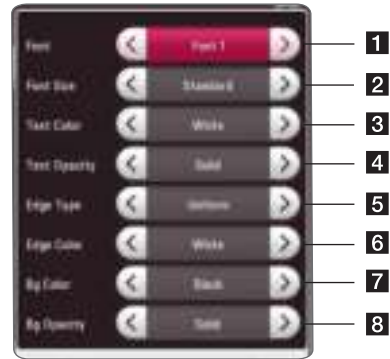 Font < Font 1 > 1
Font Size < Standard > 2
Text Color < White > 3
Text Opacity < Solid > 4
Edge Type < Uniform > 5
Edge Color < White > 6
Bg Color < Black > 7
Bg Opacity < Solid > 8